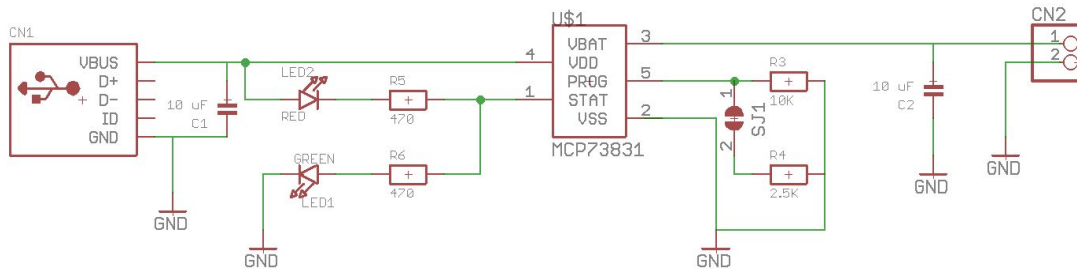 CN1
VBUS
D+
D-
ID
GND
10 uF
C1
GND
LED2
RED
R5
470
GREEN
LED1
R6
470
GND
U$1
4
1
VBAT
VDD
PROG
STAT
VSS
3
5
2
MCP73831
1
SJ1
2
R3
10K
R4
2.5K
GND
10 uF
C2
GND
CN2
1
2
GND